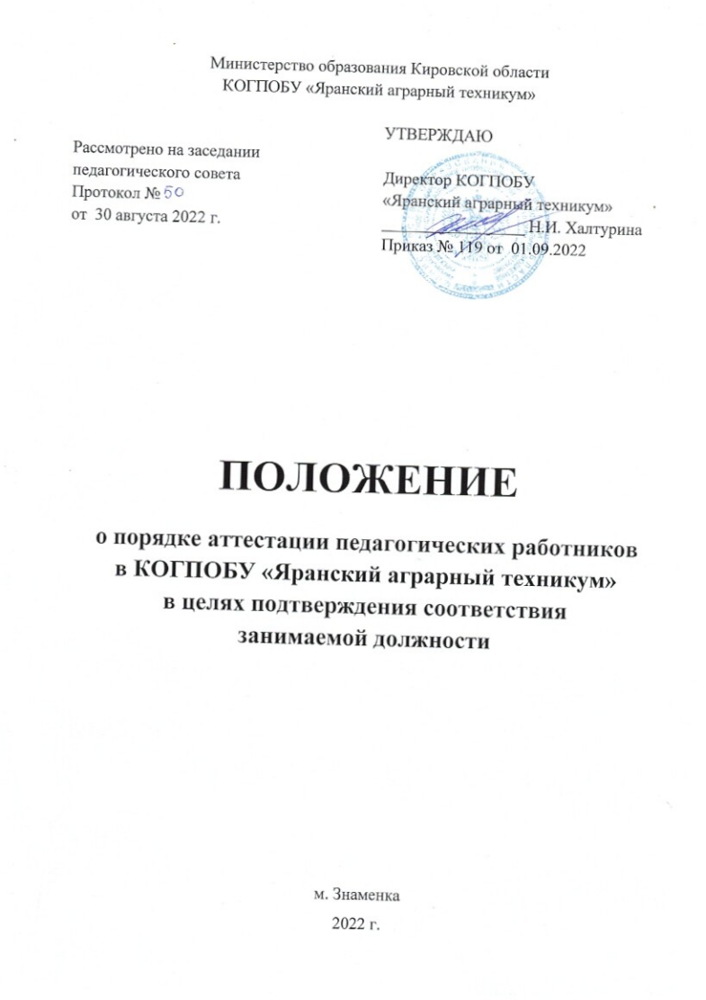 Министерство образования Кировской области
КОГПОБУ «Яранский аграрный техникум»
Рассмотрено на заседании
педагогического совета
Протокол № 50
от 30 августа 2022 г.
УТВЕРЖДАЮ
Директор КОГПОБУ
«Яранский аграрный техникум»
Н.И. Халтурина
Приказ № 119 от 01.09.2022
ПОЛОЖЕНИЕ
о порядке аттестации педагогических работников
в КОГПОБУ «Яранский аграрный техникум»
в целях подтверждения соответствия
занимаемой должности
м. Знаменка
2022 г.